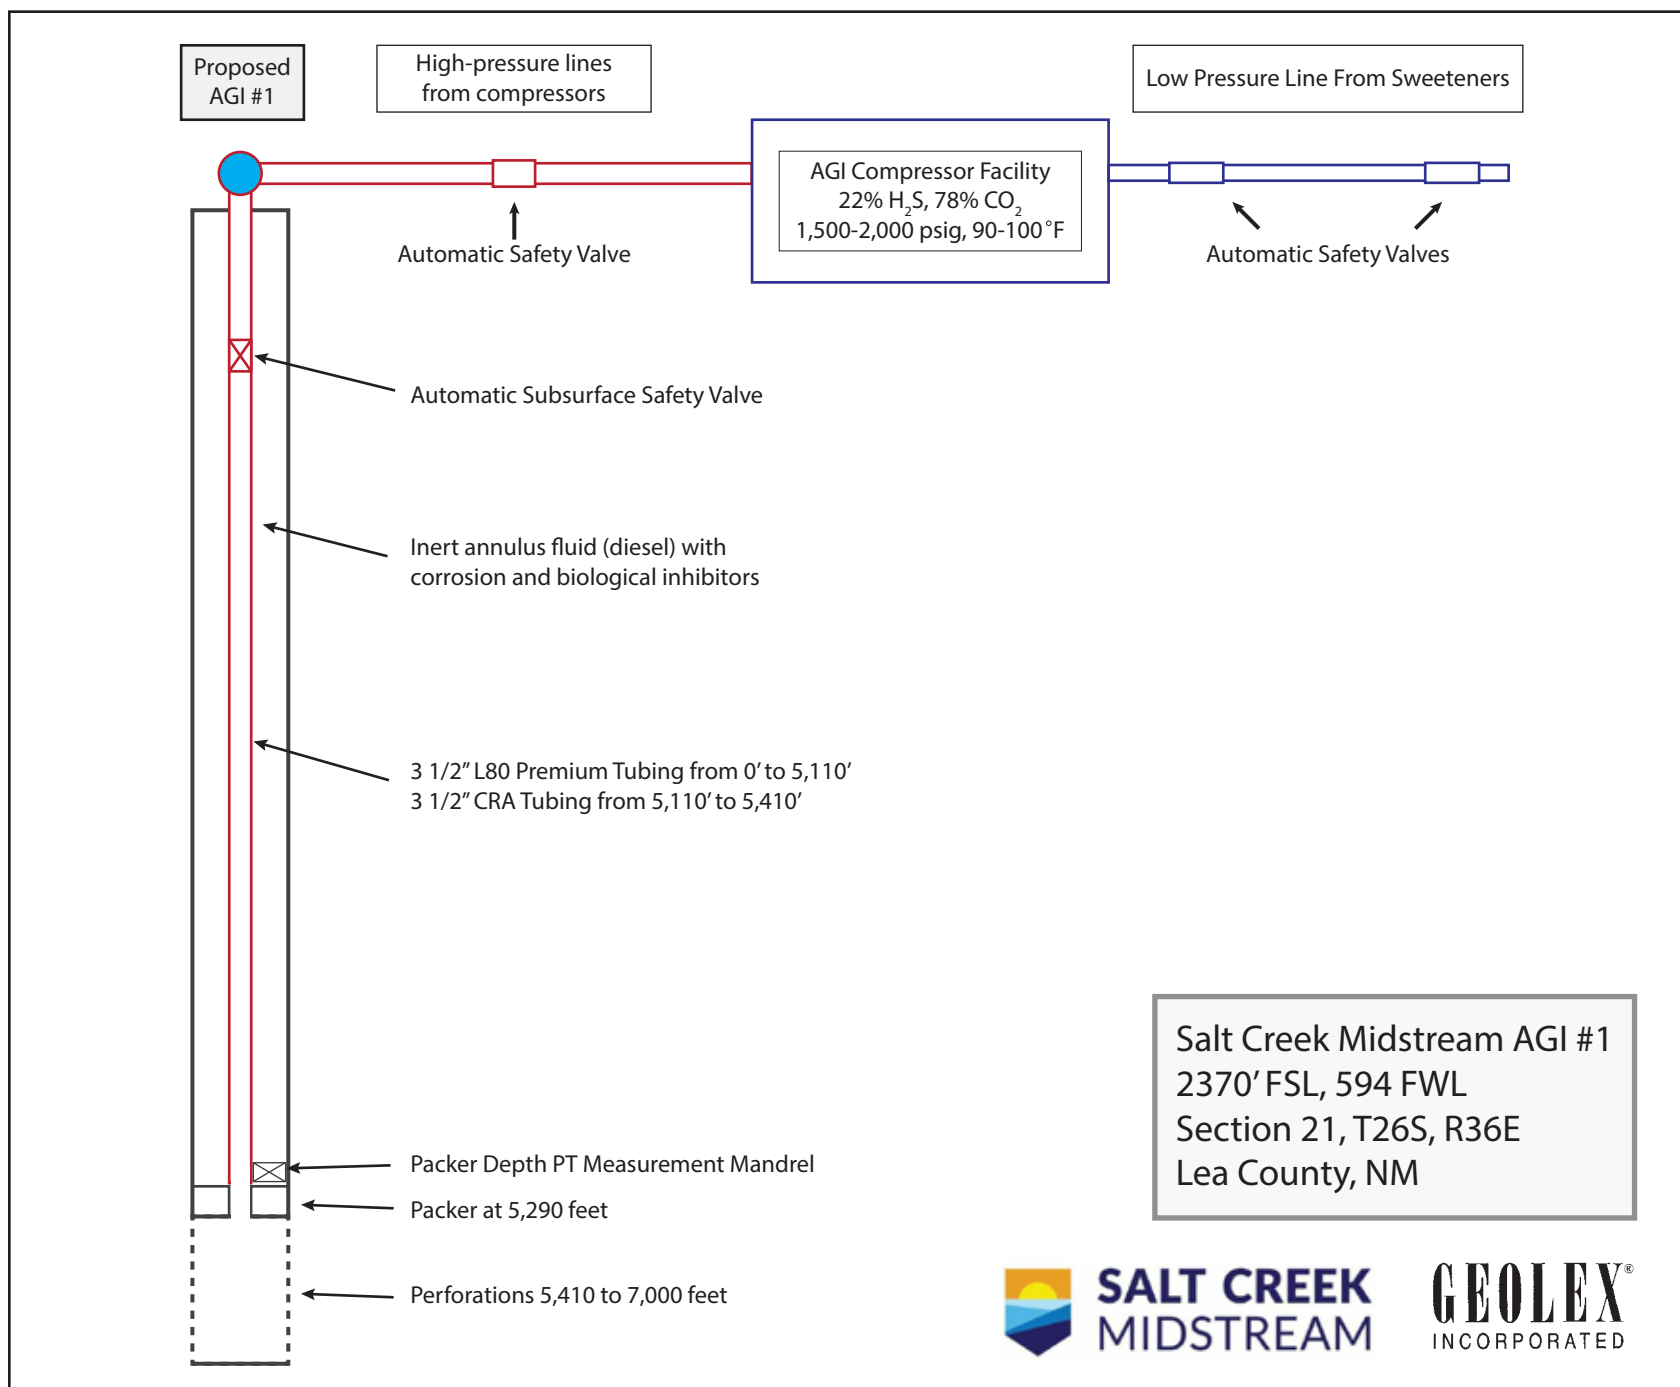 Proposed
AGI #1
High-pressure lines
from compressors
Low Pressure Line From Sweeteners
AGI Compressor Facility
22% H₂S, 78% CO₂
1,500-2,000 psig, 90-100°F
Automatic Safety Valve
Automatic Safety Valves
Automatic Subsurface Safety Valve
Inert annulus fluid (diesel) with
corrosion and biological inhibitors
3 1/2” L80 Premium Tubing from 0’ to 5,110’
3 1/2” CRA Tubing from 5,110’ to 5,410’
Packer Depth PT Measurement Mandrel
Packer at 5,290 feet
Perforations 5,410 to 7,000 feet
Salt Creek Midstream AGI #1
2370’ FSL, 594 FWL
Section 21, T26S, R36E
Lea County, NM
SALT CREEK
MIDSTREAM
GEOLEX®
INCORPORATED